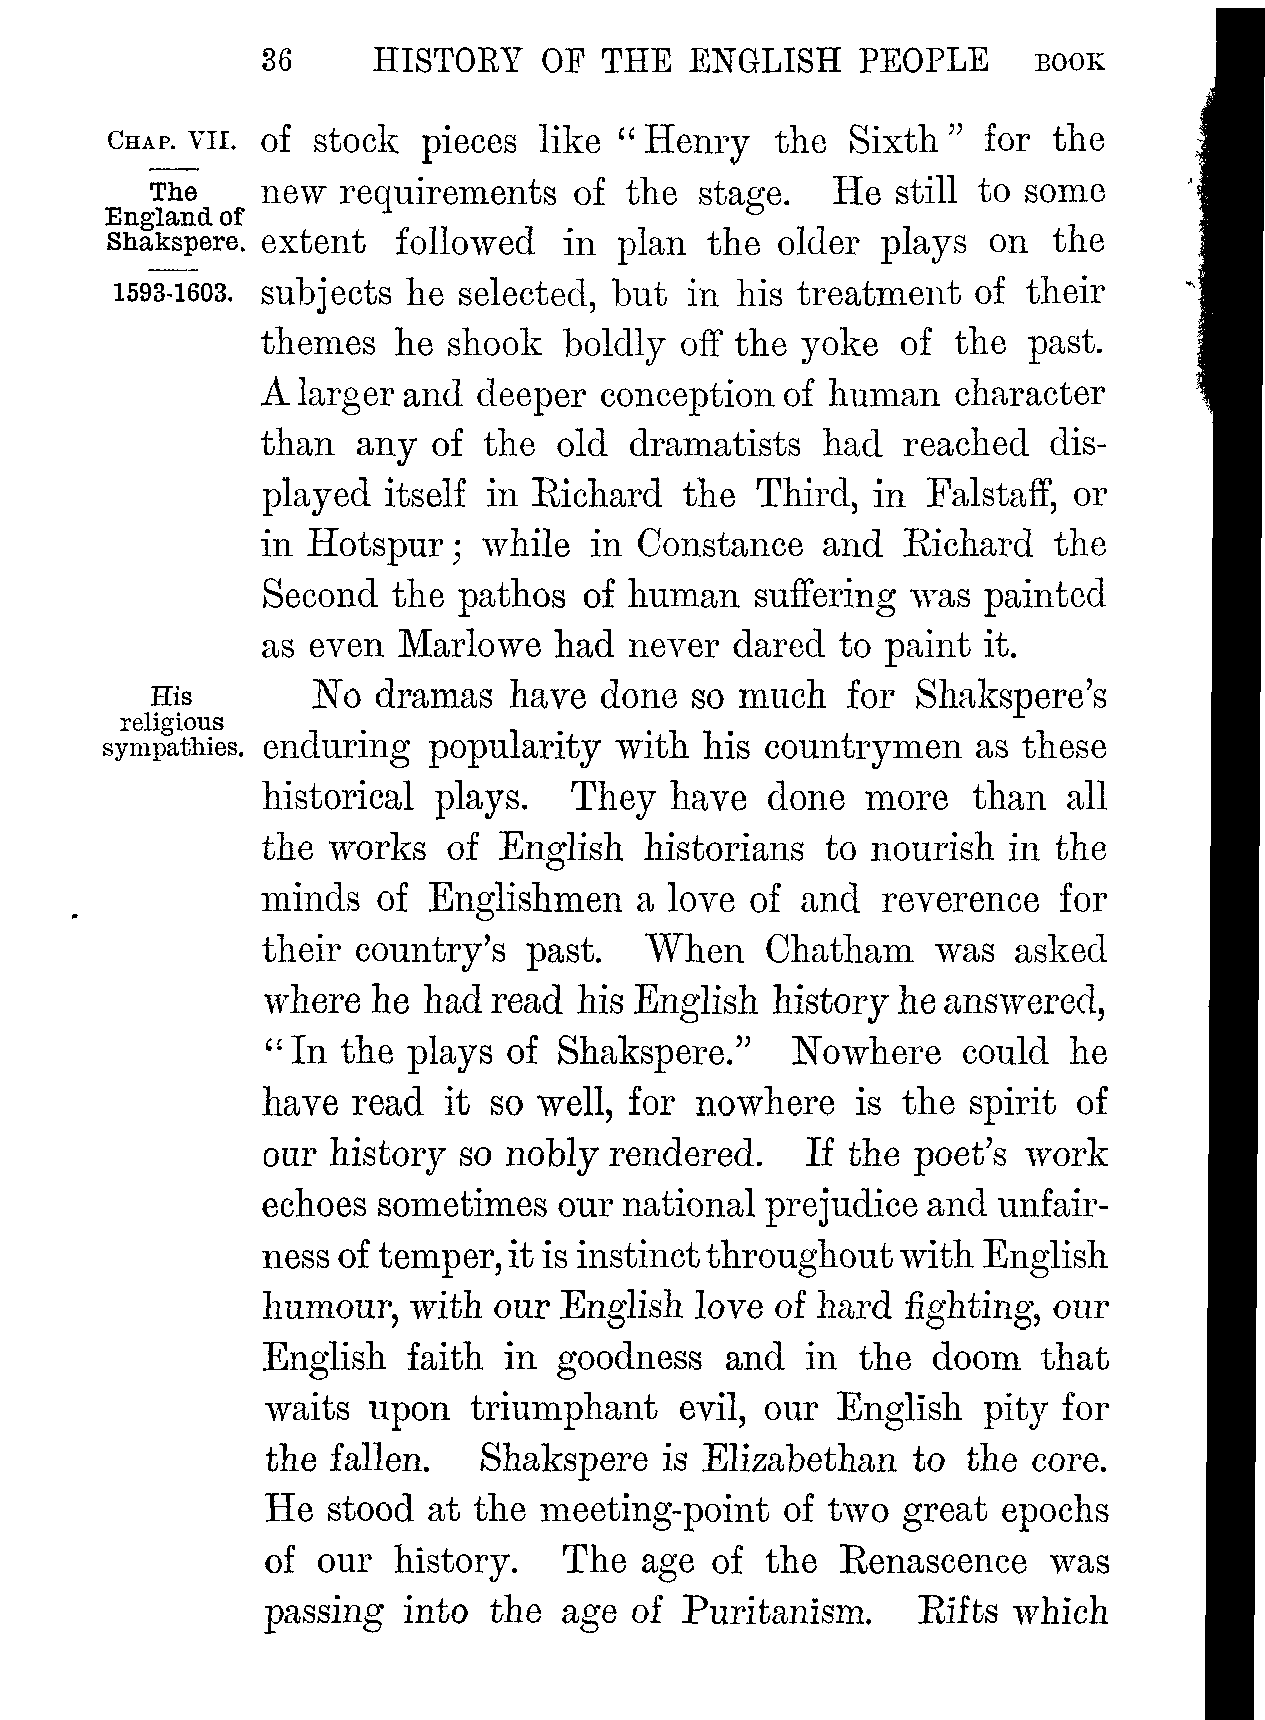 36 HISTORY OF THE ENGLISH PEOPLE BOOK
CHAP. VII.
The
England of
Shakspere.
1593-1603.
of stock pieces like "Henry the Sixth" for the
new requirements of the stage. He still to some
extent followed in plan the older plays on the
subjects he selected, but in his treatment of their
themes he shook boldly off the yoke of the past.
A larger and deeper conception of human character
than any of the old dramatists had reached dis-
played itself in Richard the Third, in Falstaff, or
in Hotspur; while in Constance and Richard the
Second the pathos of human suffering was painted
as even Marlowe had never dared to paint it.
His
religious
sympathies.
No dramas have done so much for Shakspere's
enduring popularity with his countrymen as these
historical plays. They have done more than all
the works of English historians to nourish in the
minds of Englishmen a love of and reverence for
their country's past. When Chatham was asked
where he had read his English history he answered,
"In the plays of Shakspere." Nowhere could he
have read it so well, for nowhere is the spirit of
our history so nobly rendered. If the poet's work
echoes sometimes our national prejudice and unfair-
ness of temper, it is instinct throughout with English
humour, with our English love of hard fighting, our
English faith in goodness and in the doom that
waits upon triumphant evil, our English pity for
the fallen. Shakspere is Elizabethan to the core.
He stood at the meeting-point of two great epochs
of our history. The age of the Renascence was
passing into the age of Puritanism. Rifts which